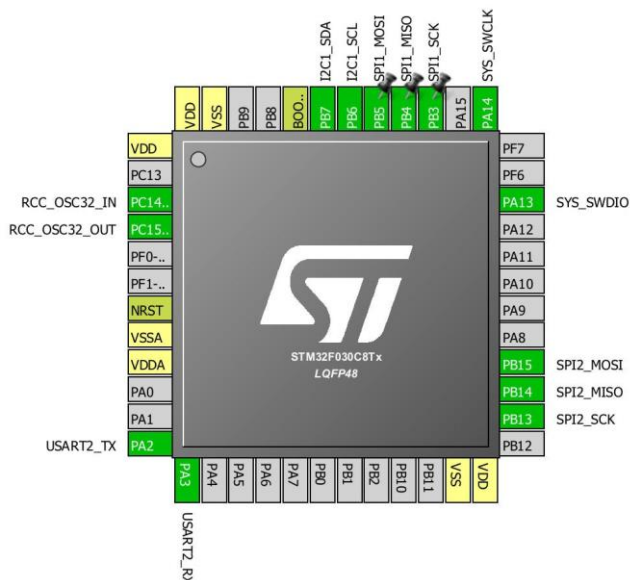 I2C1_SDA
I2C1_SCL
SPI1_MOSI
SPI1_MISO
SPI1_SCK
SYS_SWCLK
VDD
VSS
PB9
PB8
BOO..
PB7
PB6
PB5
PB4
PB3
PA15
PA14
VDD
PC13
RCC_OSC32_IN PC14..
RCC_OSC32_OUT PC15..
PF0-..
PF1-..
NRST
VSSA
VDDA
PA0
PA1
USART2_TX PA2
ST
STM32F030C8Tx
LQFP48
PF7
PF6
PA13 SYS_SWDIO
PA12
PA11
PA10
PA9
PA8
PB15 SPI2_MOSI
PB14 SPI2_MISO
PB13 SPI2_SCK
PB12
PA3
PA4
PA5
PA6
PA7
PB0
PB1
PB2
PB10
PB11
VSS
VDD